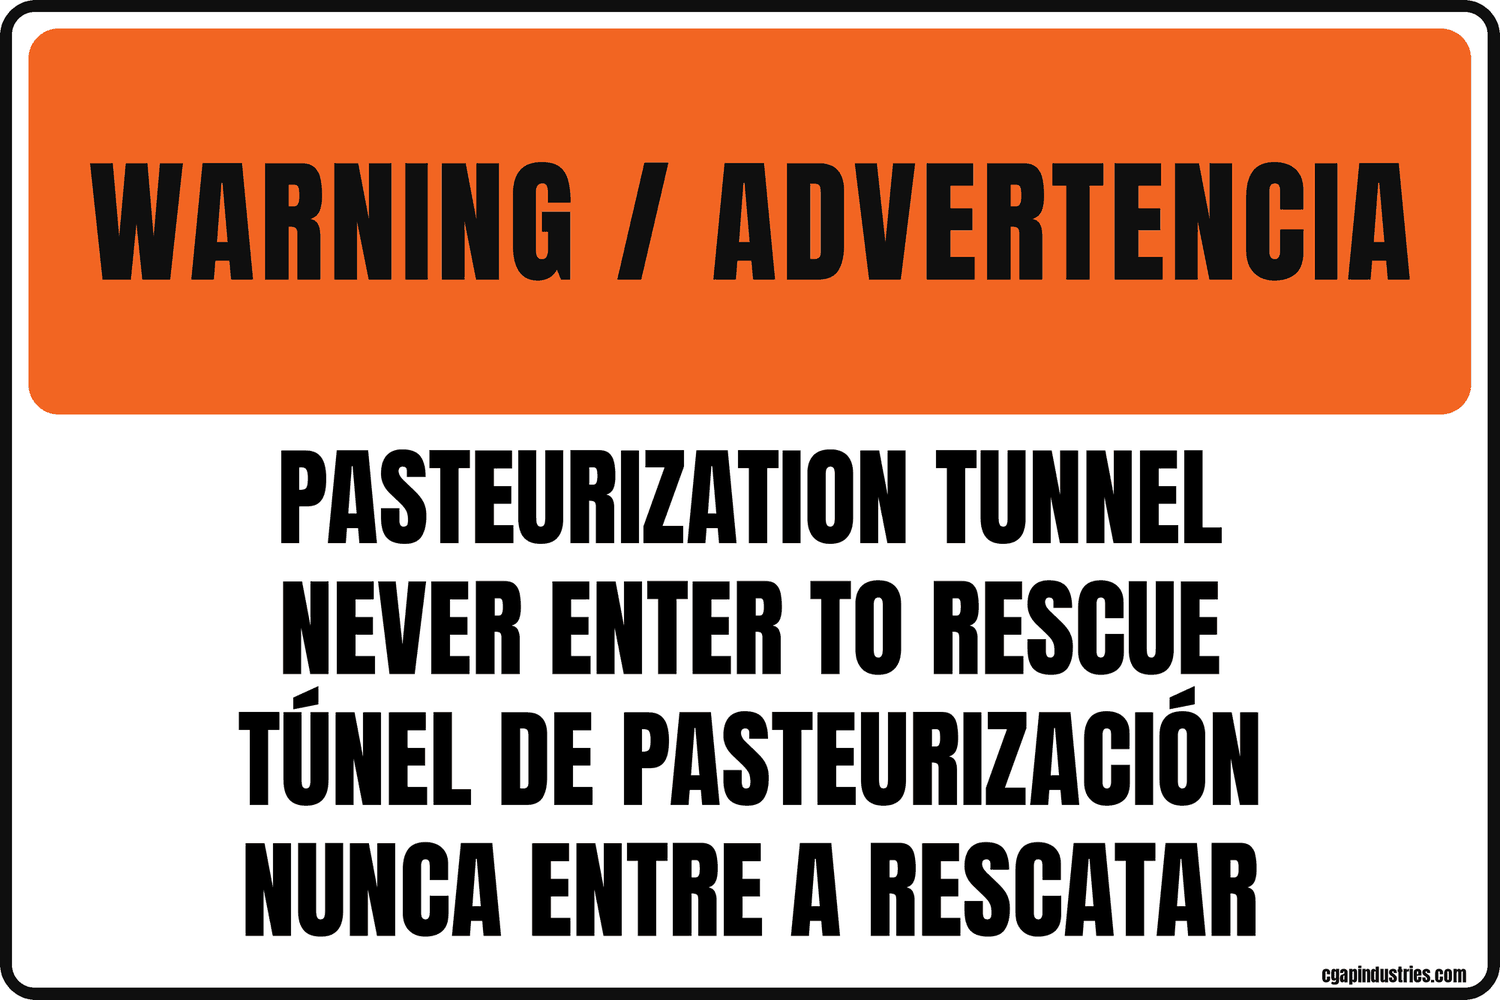 WARNING / ADVERTENCIA
PASTEURIZATION TUNNEL
NEVER ENTER TO RESCUE
TÚNEL DE PASTEURIZACIÓN
NUNCA ENTRE A RESCATAR
cgapindustries.com